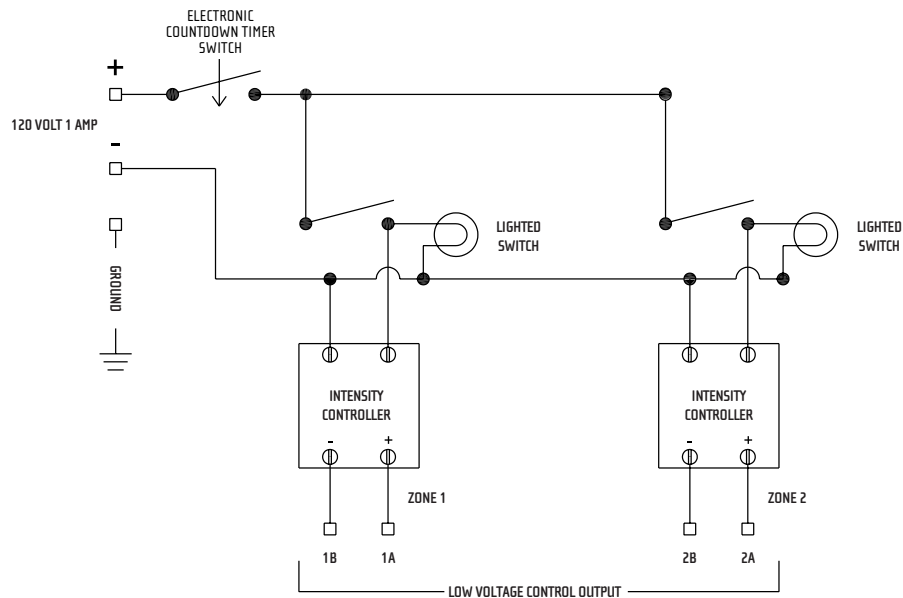 ELECTRONIC
COUNTDOWN TIMER
SWITCH
+
120 VOLT 1 AMP
-
LIGHTED
SWITCH
LIGHTED
SWITCH
GROUND
INTENSITY
CONTROLLER
- +
INTENSITY
CONTROLLER
- +
ZONE 1
ZONE 2
1B 1A
2B 2A
LOW VOLTAGE CONTROL OUTPUT